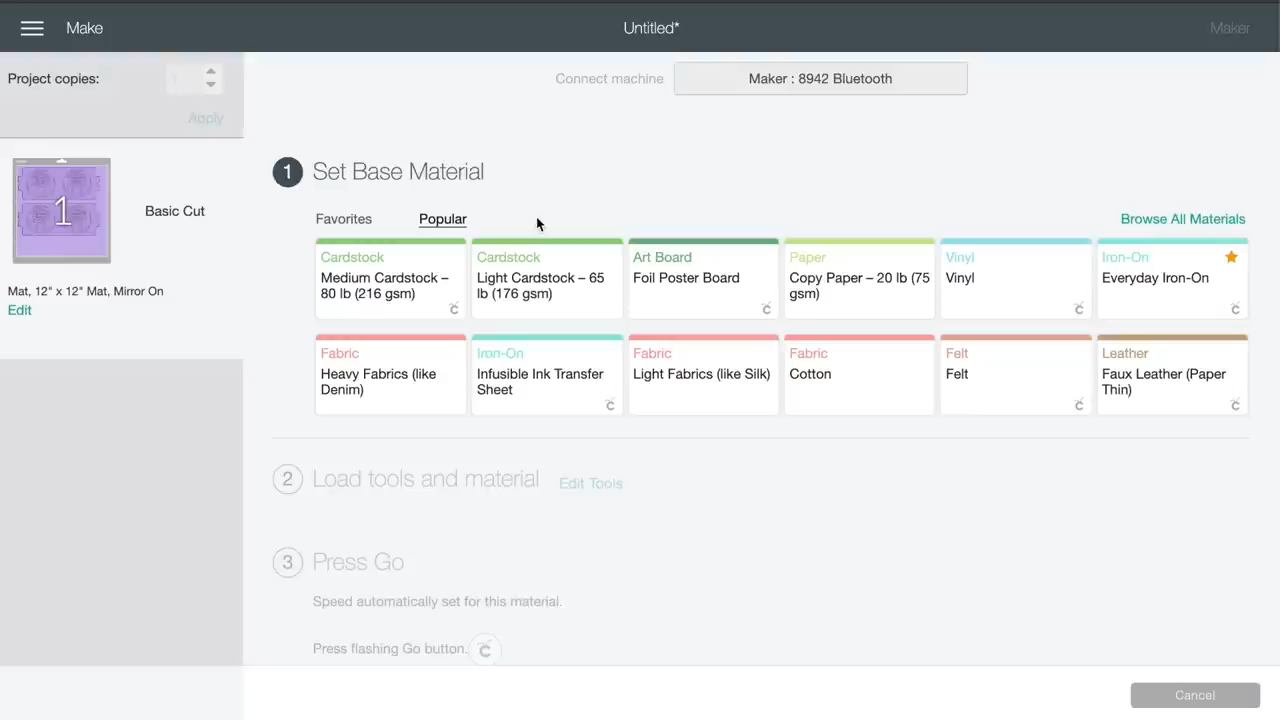 Make
Untitled*
Maker
Project copies:
1
Apply
Connect machine
Maker : 8942 Bluetooth
1
Basic Cut
Mat, 12" x 12" Mat, Mirror On
Edit
1 Set Base Material
Favorites
Popular
Browse All Materials
Cardstock
Medium Cardstock –
80 lb (216 gsm)
Cardstock
Light Cardstock – 65
lb (176 gsm)
Art Board
Foil Poster Board
Paper
Copy Paper – 20 lb (75
gsm)
Vinyl
Vinyl
Iron-On
Everyday Iron-On
Fabric
Heavy Fabrics (like
Denim)
Iron-On
Infusible Ink Transfer
Sheet
Fabric
Light Fabrics (like Silk)
Fabric
Cotton
Felt
Felt
Leather
Faux Leather (Paper
Thin)
2 Load tools and material
Edit Tools
3 Press Go
Speed automatically set for this material.
Press flashing Go button.
Cancel